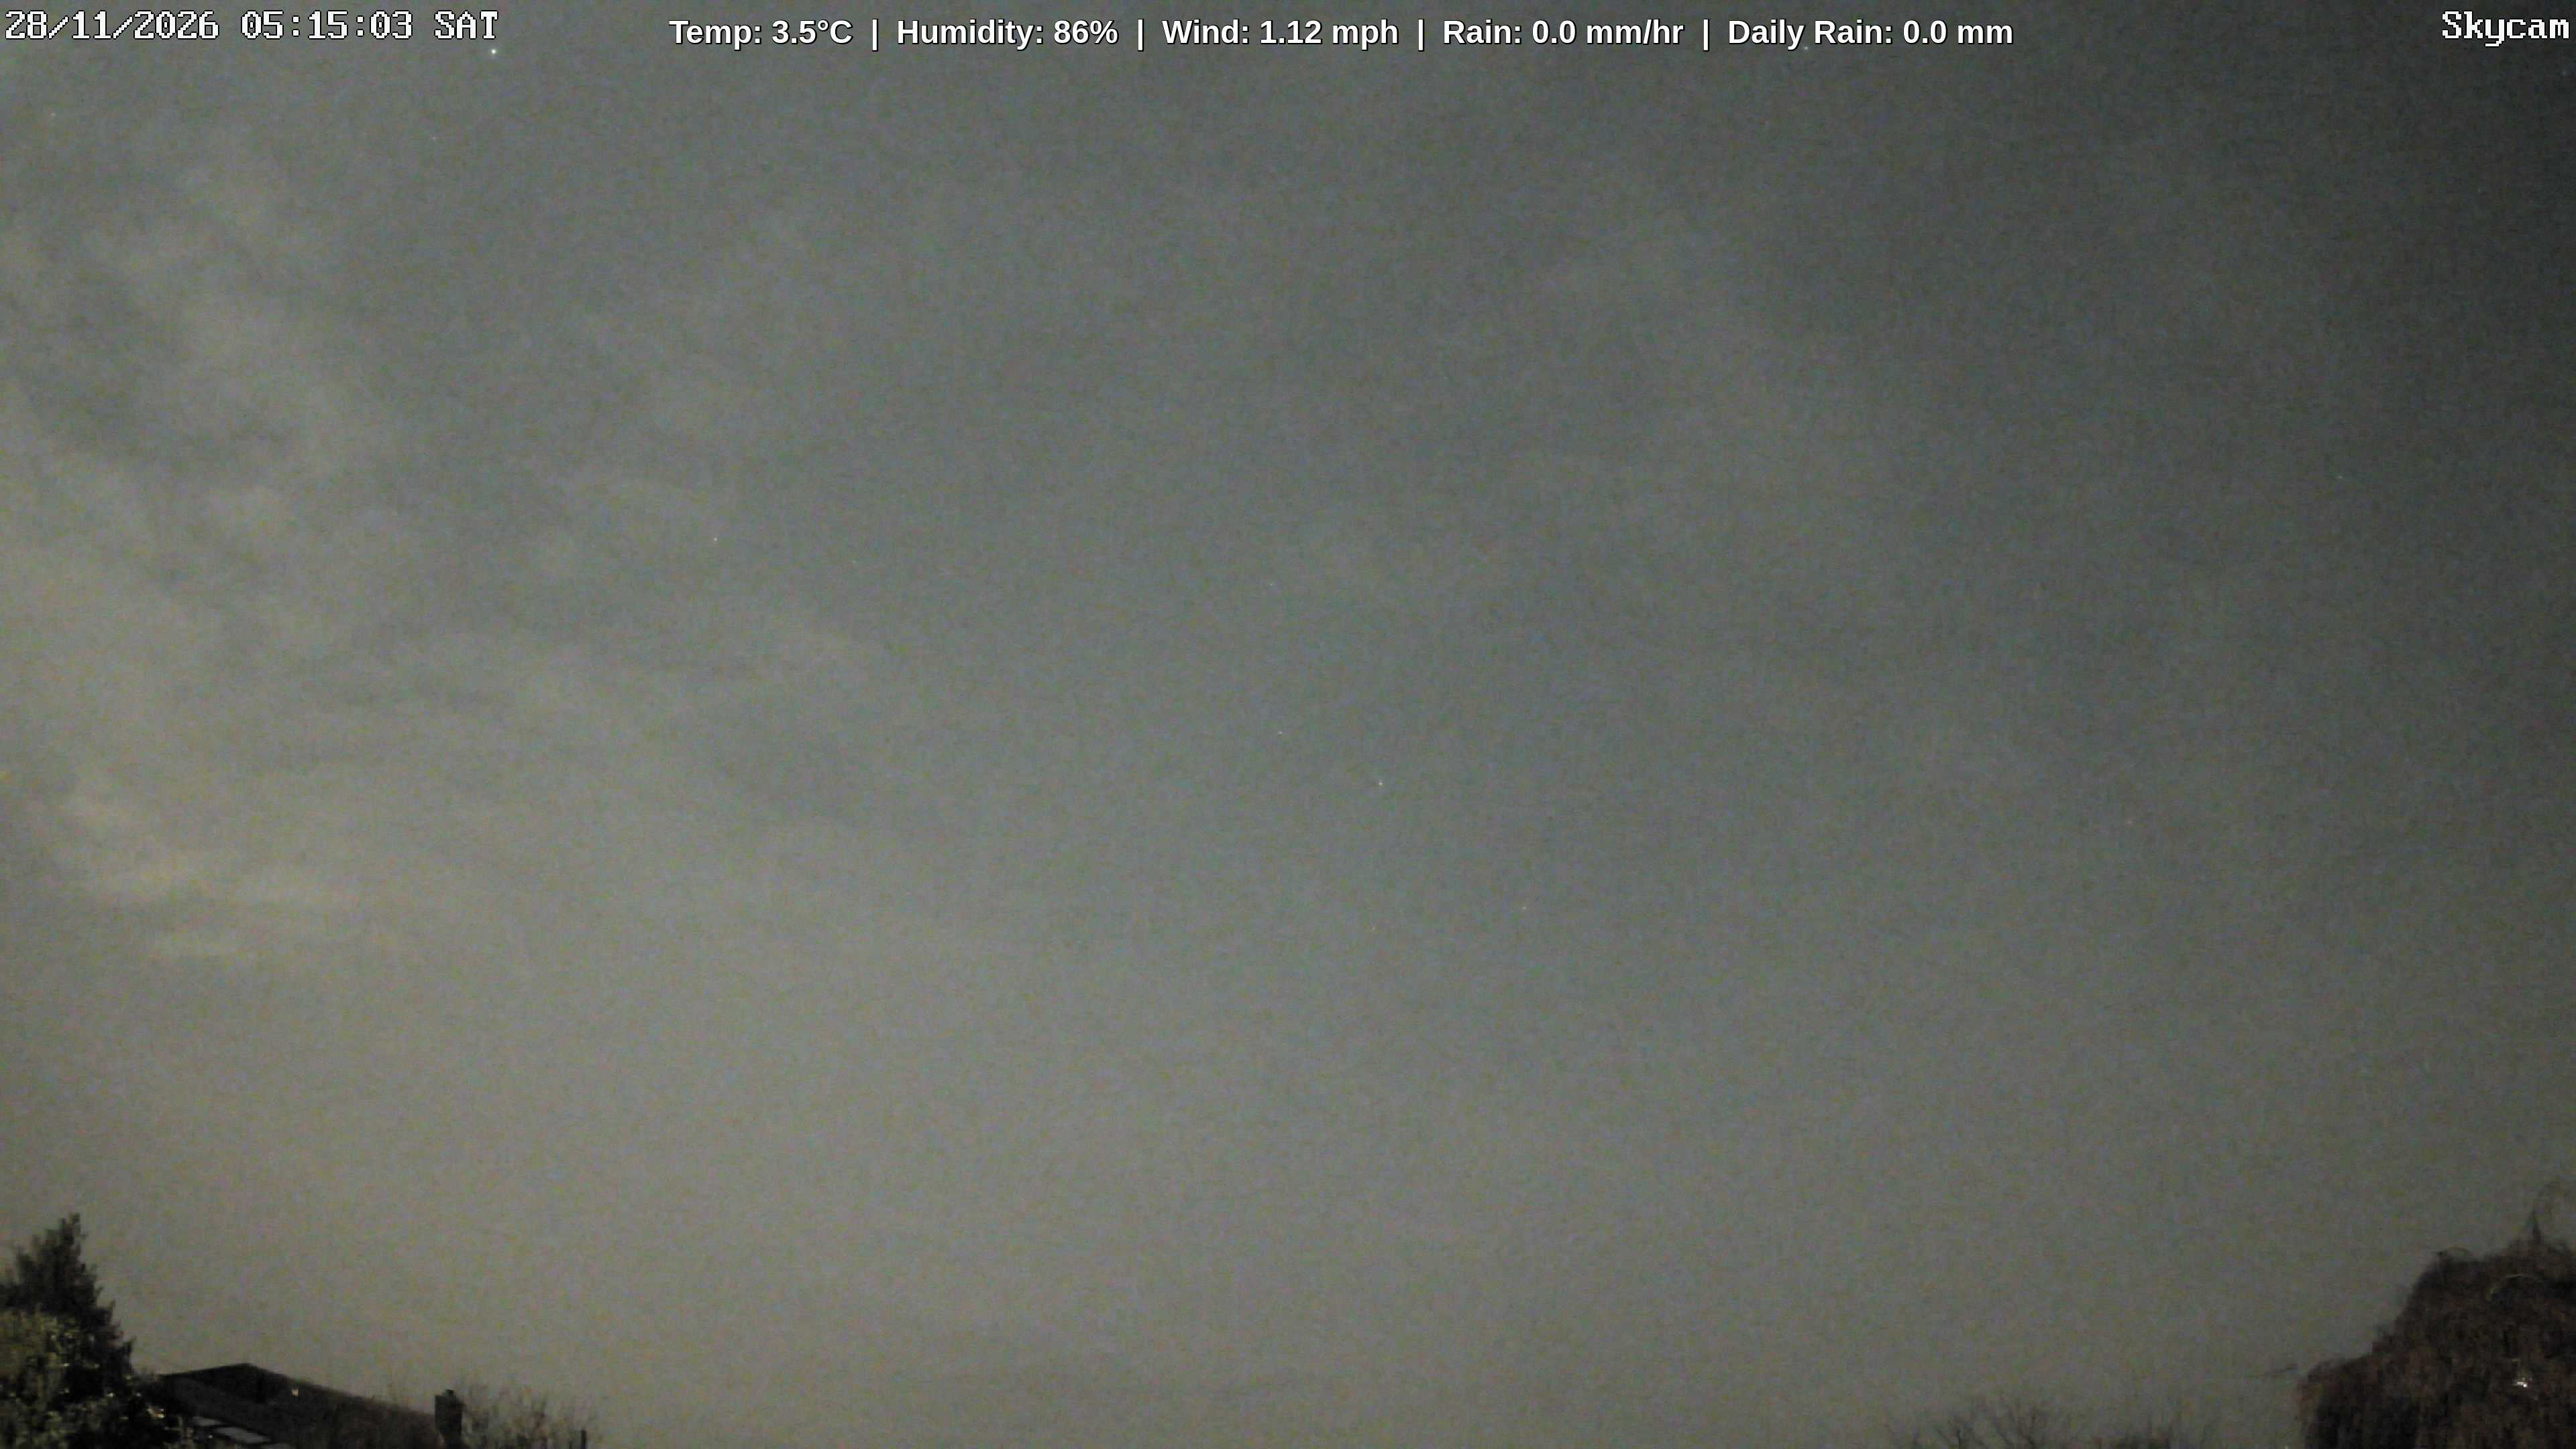 28/11/2026 05:15:03 SAT
Temp: 3.5°C | Humidity: 86% | Wind: 1.12 mph | Rain: 0.0 mm/hr | Daily Rain: 0.0 mm
Skycam